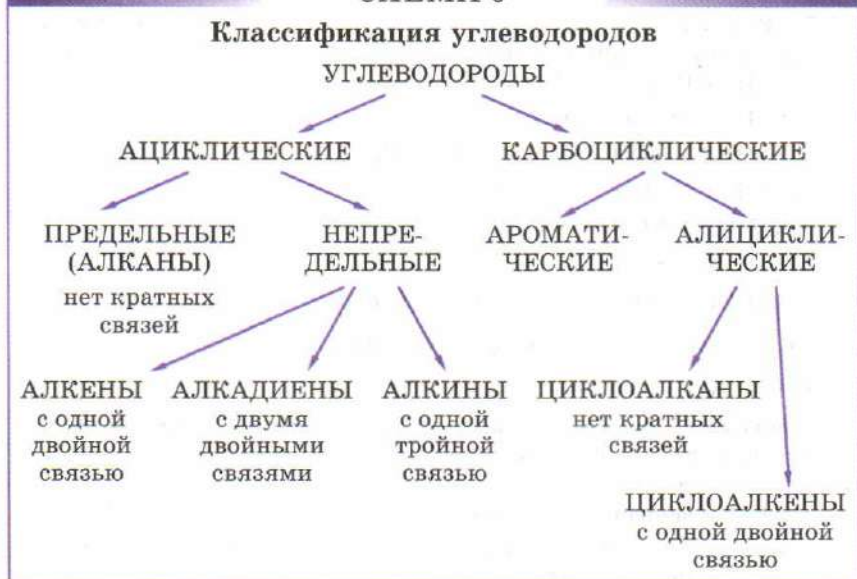 Классификация углеводородов
УГЛЕВОДОРОДЫ
АЦИКЛИЧЕСКИЕ
КАРБОЦИКЛИЧЕСКИЕ
ПРЕДЕЛЬНЫЕ
(АЛКАНЫ)
нет кратных
связей
НЕПРЕ-
ДЕЛЬНЫЕ
АРОМАТИ-
ЧЕСКИЕ
АЛИЦИКЛИ-
ЧЕСКИЕ
АЛКЕНЫ
с одной
двойной
связью
АЛКАДИЕНЫ
с двумя
двойными
связями
АЛКИНЫ
с одной
тройной
связью
ЦИКЛОАЛКАНЫ
нет кратных
связей
ЦИКЛОАЛКЕНЫ
с одной двойной
связью